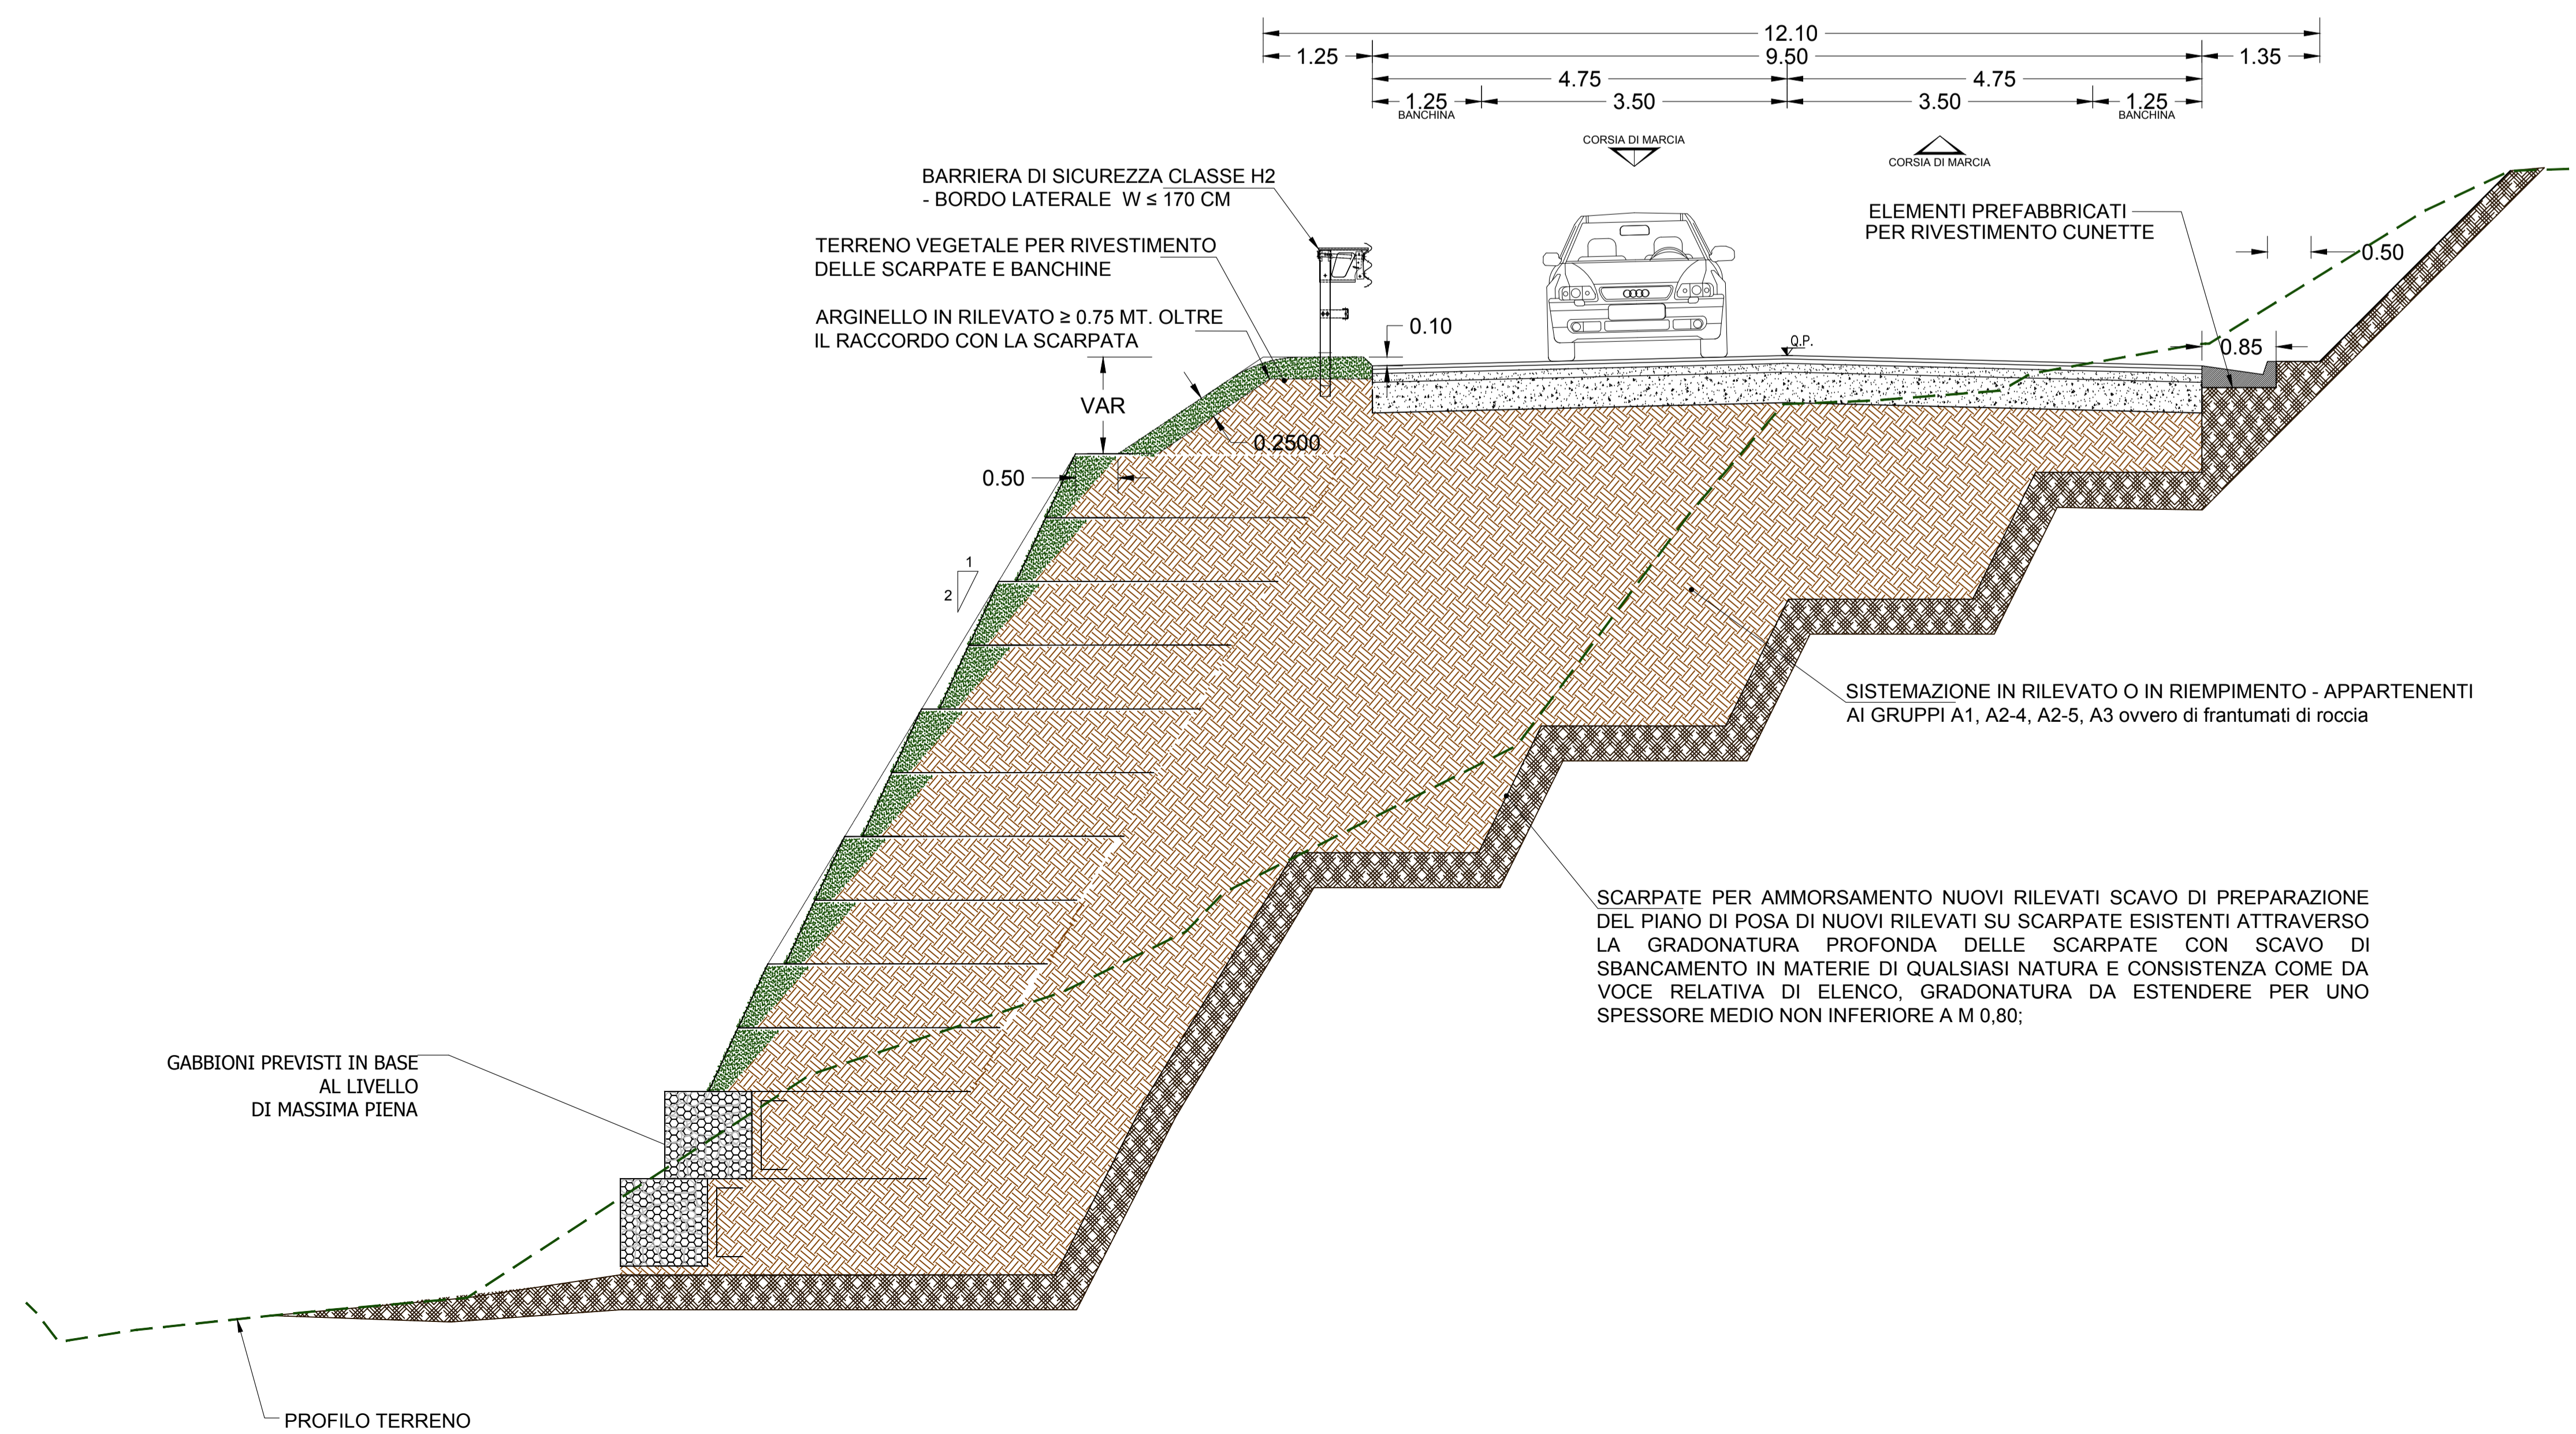 12.10
1.25
9.50
1.35
4.75
4.75
1.25
3.50
3.50
1.25
BANCHINA
BANCHINA
CORSIA DI MARCIA
CORSIA DI MARCIA
BARRIERA DI SICUREZZA CLASSE H2
- BORDO LATERALE W ≤ 170 CM
TERRENO VEGETALE PER RIVESTIMENTO
DELLE SCARPATE E BANCHINE
ARGINELLO IN RILEVATO ≥ 0.75 MT. OLTRE
IL RACCORDO CON LA SCARPATA
ELEMENTI PREFABBRICATI
PER RIVESTIMENTO CUNETTE
0.50
0.10
Q.P.
0.85
VAR
0.2500
0.50
1
2
SISTEMAZIONE IN RILEVATO O IN RIEMPIMENTO - APPARTENENTI
AI GRUPPI A1, A2-4, A2-5, A3 ovvero di frantumati di roccia
SCARPATE PER AMMORSAMENTO NUOVI RILEVATI SCAVO DI PREPARAZIONE
DEL PIANO DI POSA DI NUOVI RILEVATI SU SCARPATE ESISTENTI ATTRAVERSO
LA GRADONATURA PROFONDA DELLE SCARPATE CON SCAVO DI
SBANCAMENTO IN MATERIE DI QUALSIASI NATURA E CONSISTENZA COME DA
VOCE RELATIVA DI ELENCO, GRADONATURA DA ESTENDERE PER UNO
SPESSORE MEDIO NON INFERIORE A M 0,80;
GABBIONI PREVISTI IN BASE
AL LIVELLO
DI MASSIMA PIENA
PROFILO TERRENO